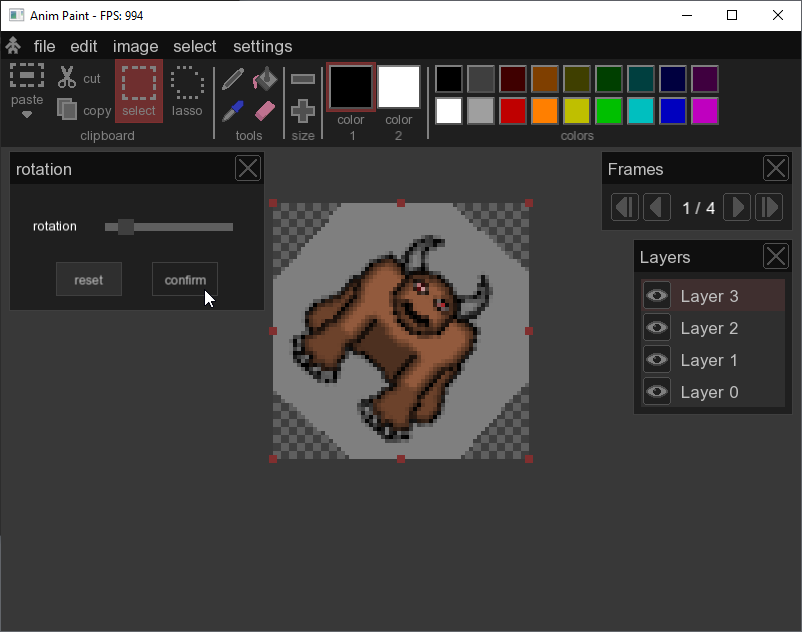 Anim Paint - FPS: 994
file edit image select settings
paste
cut
copy
clipboard
select
lasso
tools
size
color
1
color
2
colors
rotation
rotation
reset confirm
Frames
1 / 4
Layers
Layer 3
Layer 2
Layer 1
Layer 0